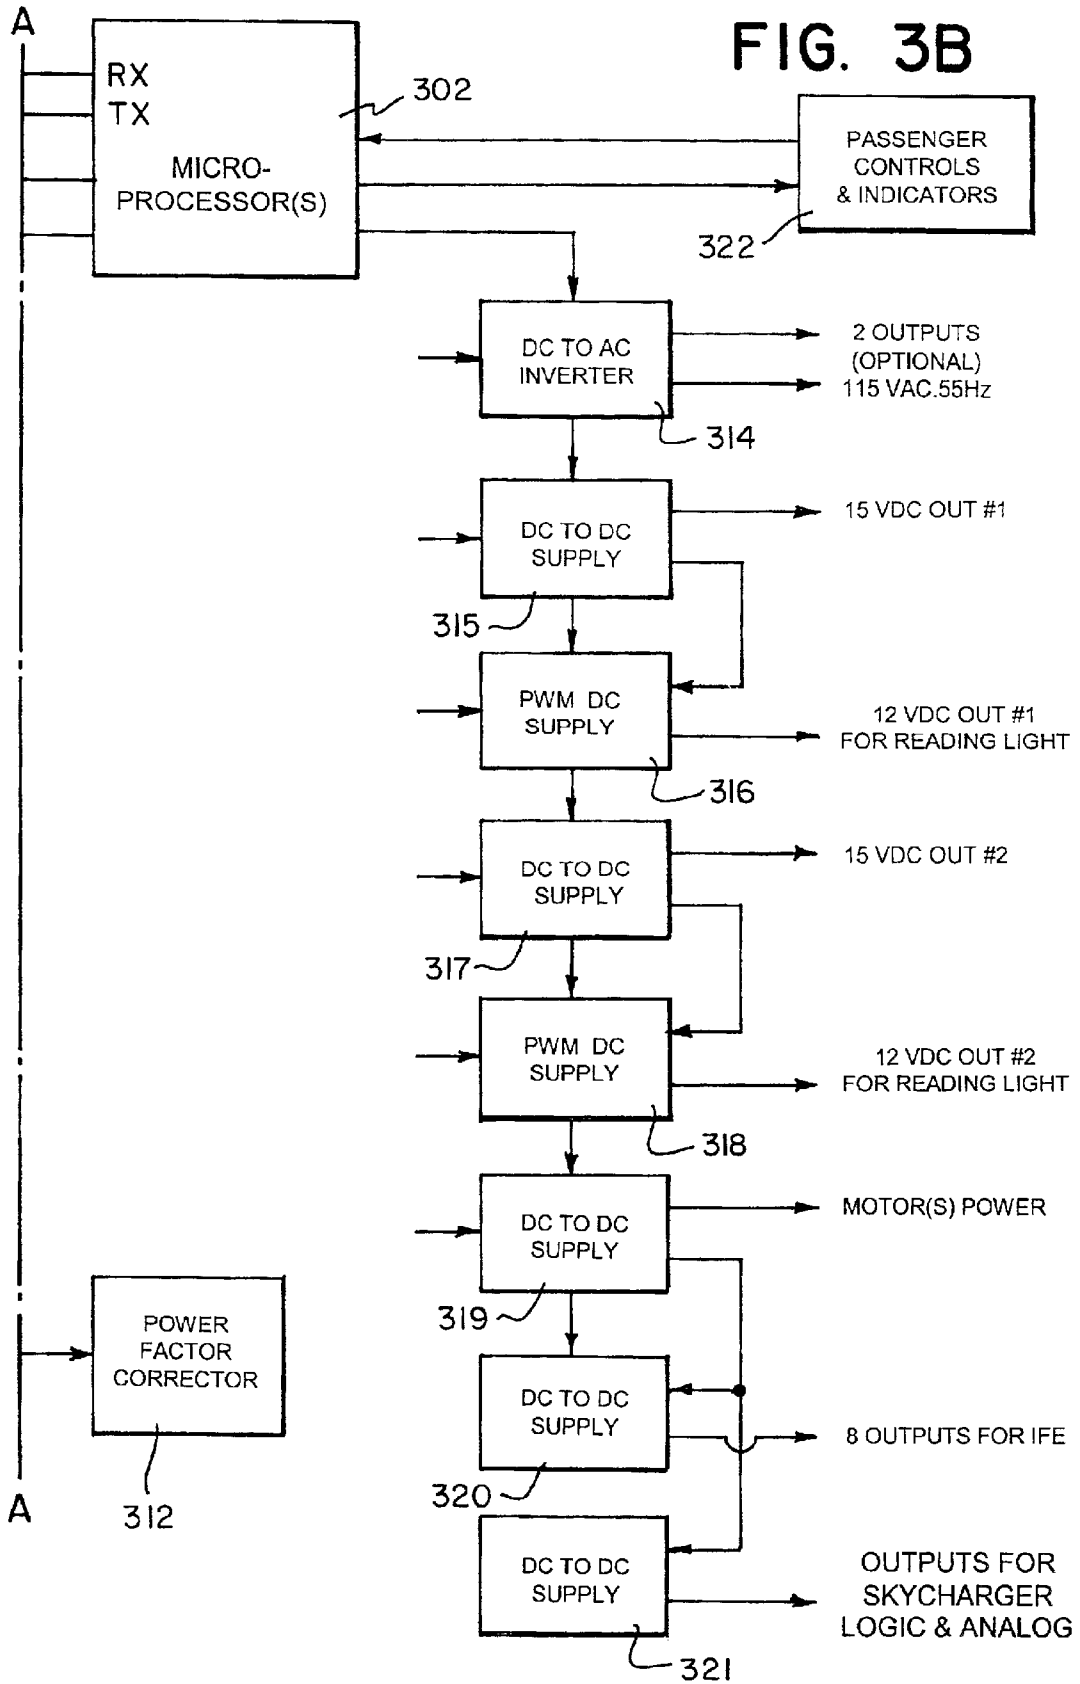 A
FIG. 3B
RX
TX
302
MICRO-
PROCESSOR(S)
PASSENGER
CONTROLS
& INDICATORS
322
DC TO AC
INVERTER
314
2 OUTPUTS
(OPTIONAL)
115 VAC.55Hz
DC TO DC
SUPPLY
315
15 VDC OUT #1
PWM DC
SUPPLY
316
12 VDC OUT #1
FOR READING LIGHT
DC TO DC
SUPPLY
317
15 VDC OUT #2
PWM DC
SUPPLY
318
12 VDC OUT #2
FOR READING LIGHT
DC TO DC
SUPPLY
319
MOTOR(S) POWER
POWER
FACTOR
CORRECTOR
312
DC TO DC
SUPPLY
320
8 OUTPUTS FOR IFE
A
DC TO DC
SUPPLY
321
OUTPUTS FOR
SKYCHARGER
LOGIC & ANALOG